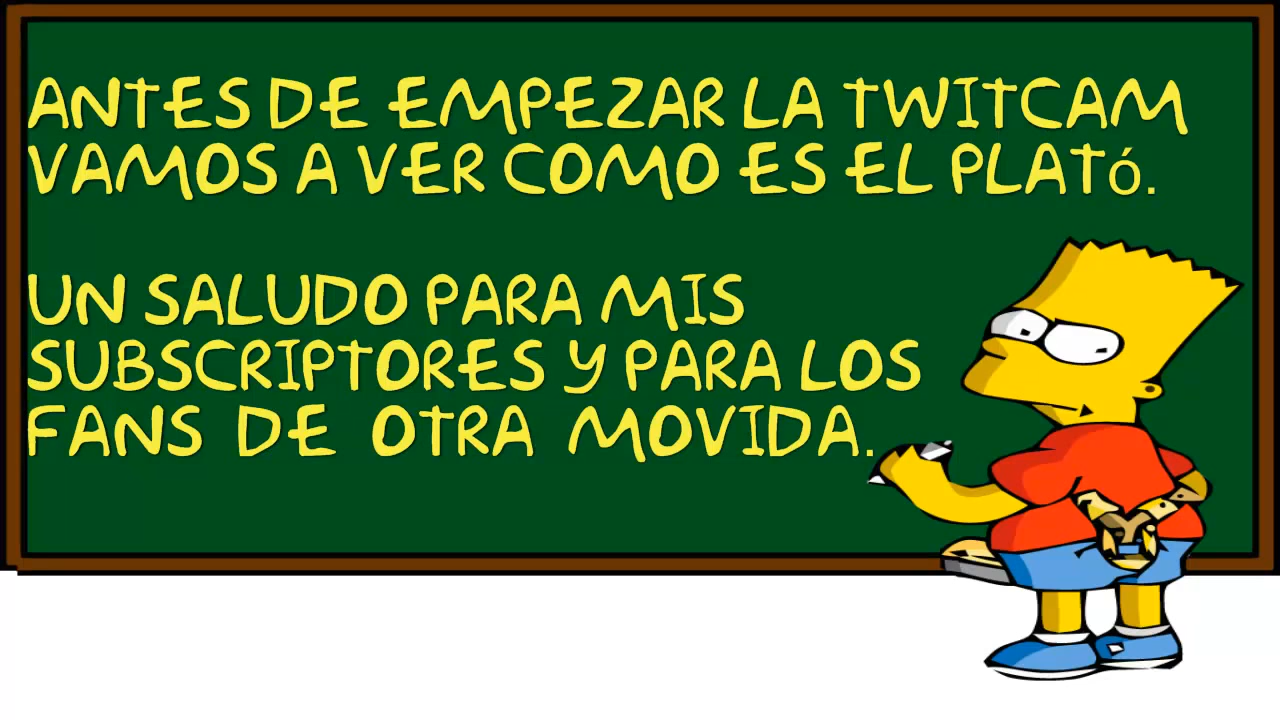 ANTES DE EMPEZAR LA TWITCAM
VAMOS A VER COMO ES EL PLATó.
UN SALUDO PARA MIS
SUBSCRIPTORES Y PARA LOS
FANS DE OTRA MOVIDA.